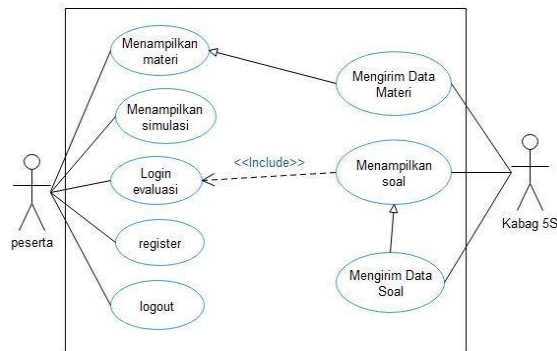 Menampilkan
materi
Mengirim Data
Materi
Menampilkan
simulasi
<<Include>>
Login
evaluasi
Menampilkan
soal
peserta
Kabag 5S
register
Mengirim Data
Soal
logout